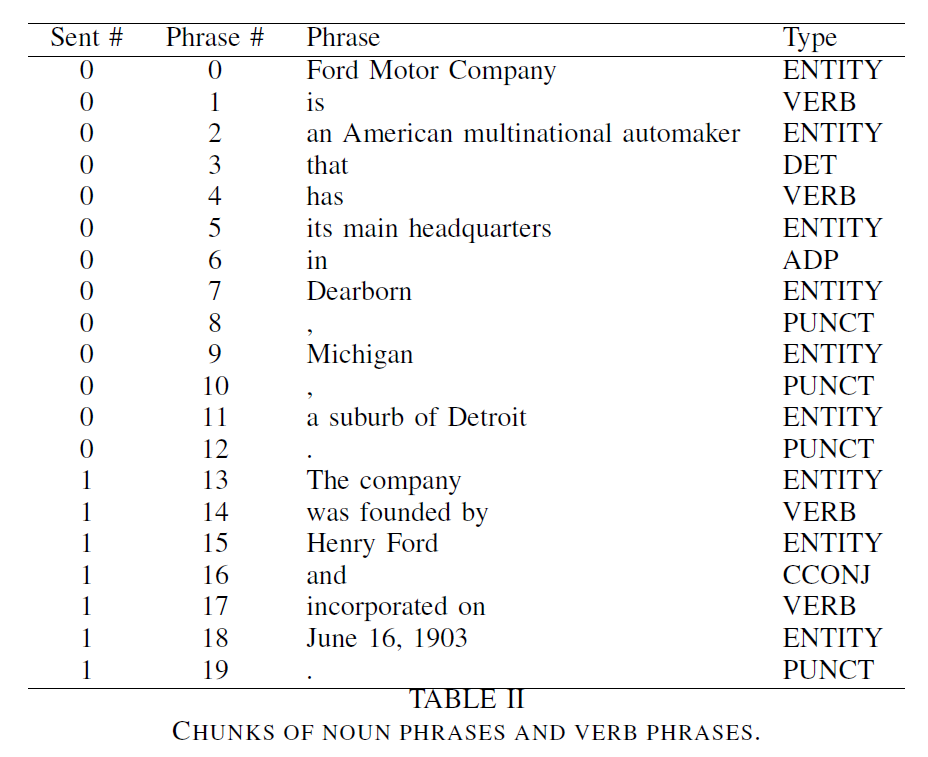 Sent # Phrase # Phrase Type
0 0 Ford Motor Company ENTITY
0 1 is VERB
0 2 an American multinational automaker ENTITY
0 3 that DET
0 4 has VERB
0 5 its main headquarters ENTITY
0 6 in ADP
0 7 Dearborn ENTITY
0 8 , PUNCT
0 9 Michigan ENTITY
0 10 , PUNCT
0 11 a suburb of Detroit ENTITY
0 12 . PUNCT
1 13 The company ENTITY
1 14 was founded by VERB
1 15 Henry Ford ENTITY
1 16 and CCONJ
1 17 incorporated on VERB
1 18 June 16, 1903 ENTITY
1 19 . PUNCT
TABLE II
CHUNKS OF NOUN PHRASES AND VERB PHRASES.